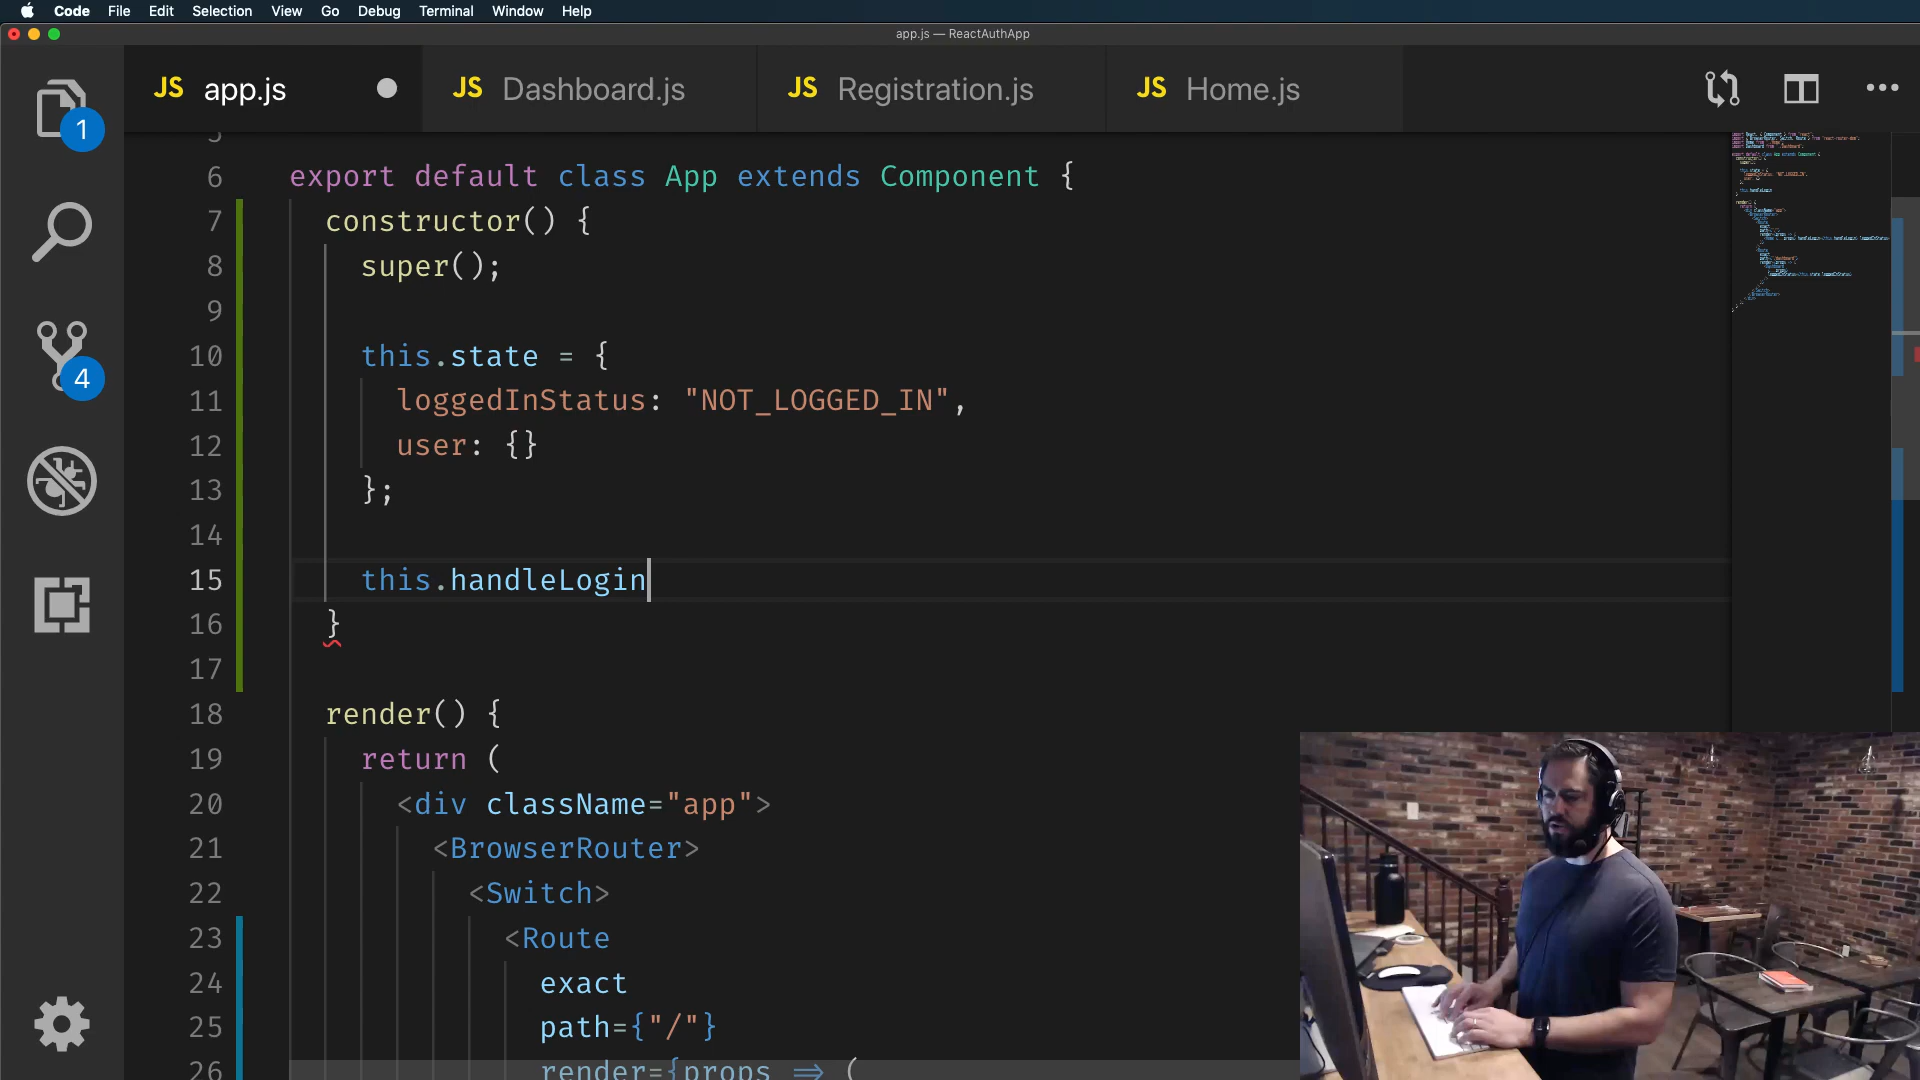 Code File Edit Selection View Go Debug Terminal Window Help
app.js — ReactAuthApp
JS app.js JS Dashboard.js JS Registration.js JS Home.js
1
4
6 export default class App extends Component {
7 constructor() {
8 super();
9
10 this.state = {
11 loggedInStatus: "NOT_LOGGED_IN",
12 user: {}
13 };
14
15 this.handleLogin
16 }
17
18 render() {
19 return (
20 <div className="app">
21 <BrowserRouter>
22 <Switch>
23 <Route
24 exact
25 path={"/"}
26 render={props => (